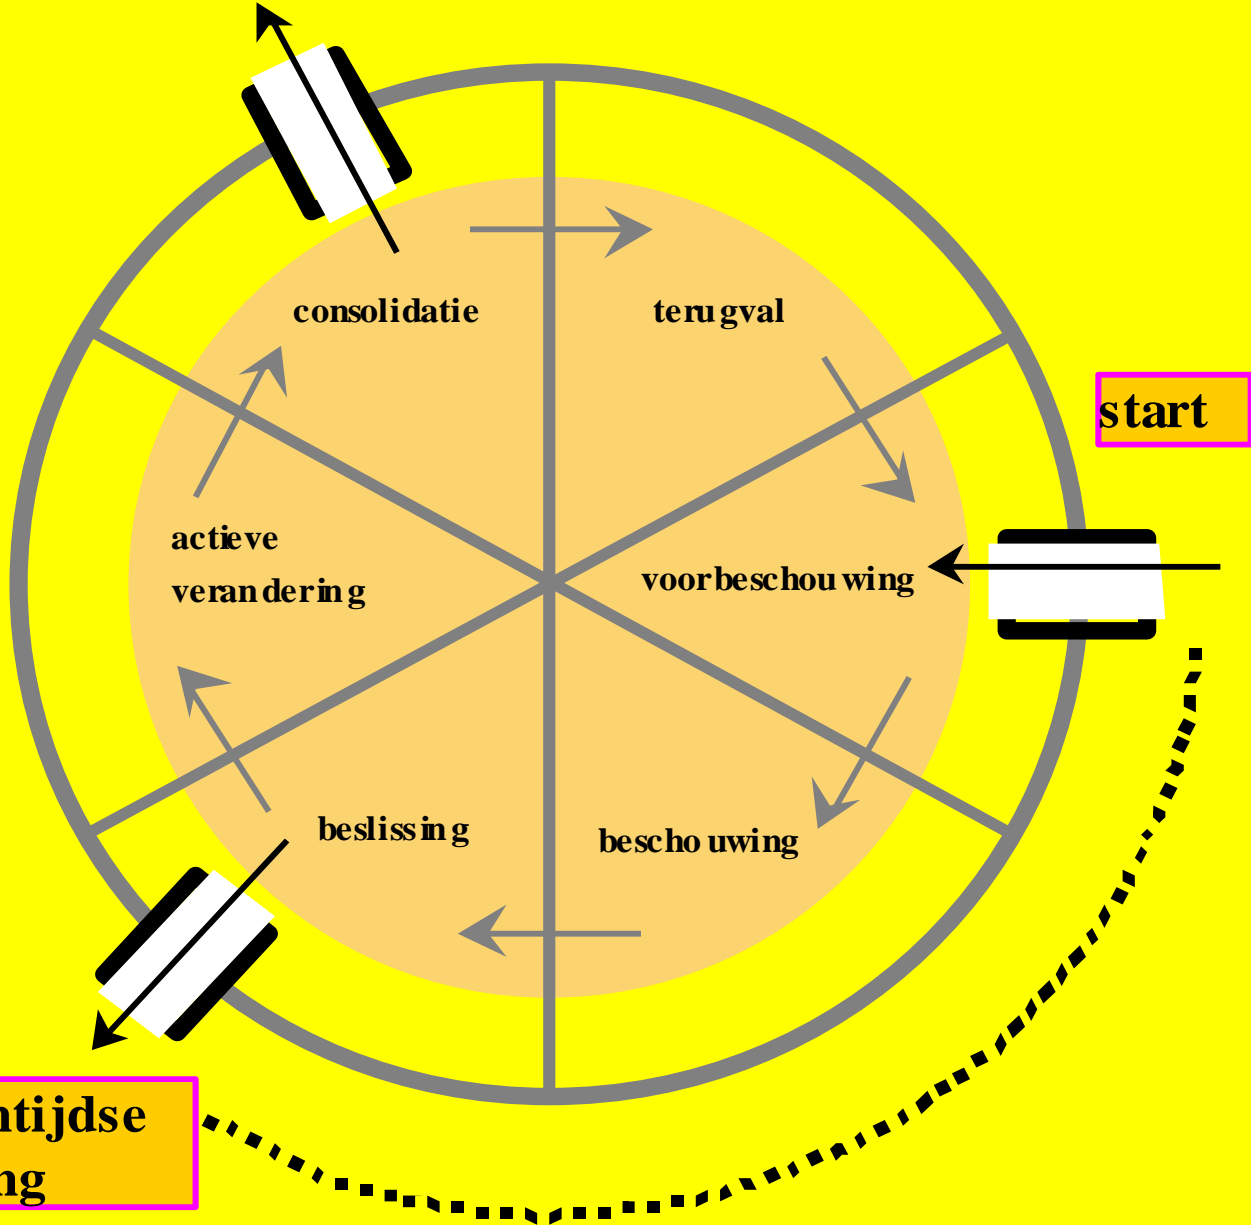 consolidatie
terugval
start
actieve
verandering
voorbeschouwing
beslissing
beschouwing
ntijdse
ng